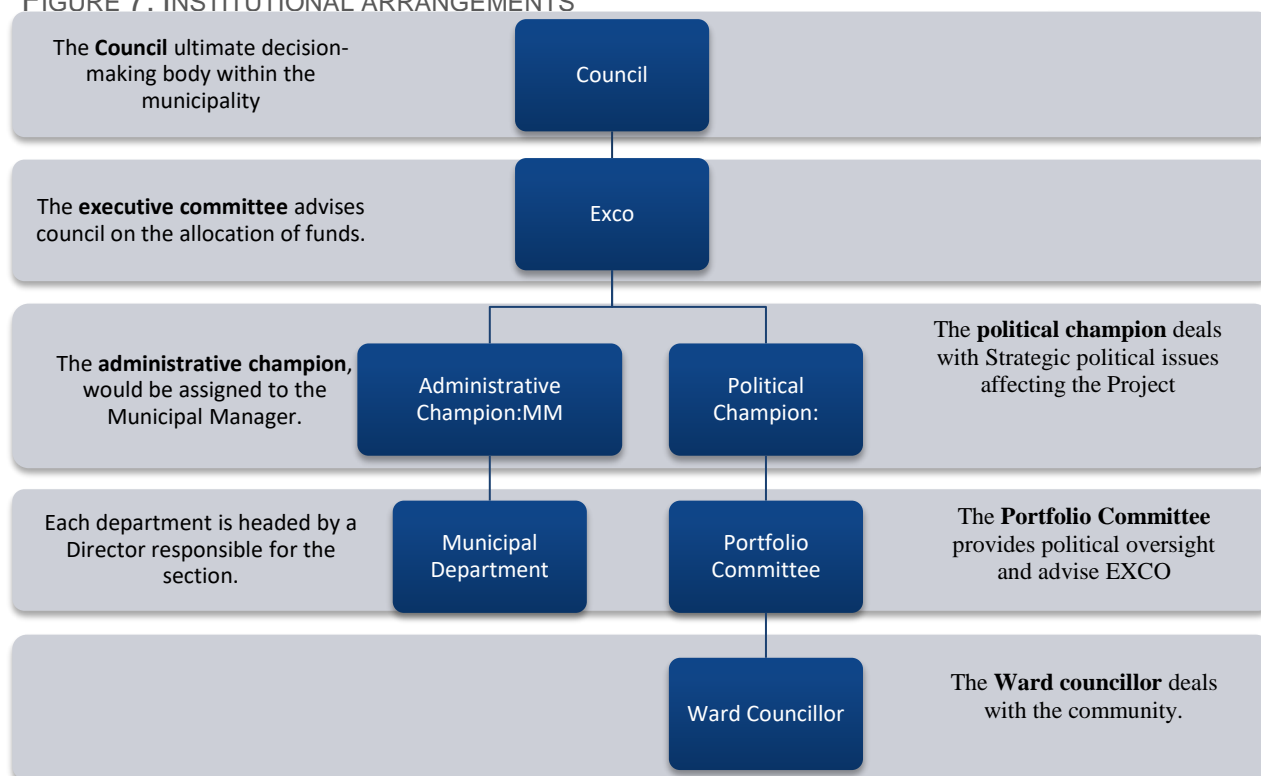 FIGURE 7: INSTITUTIONAL ARRANGEMENTS
The Council ultimate decision-
making body within the
municipality
Council
The executive committee advises
council on the allocation of funds.
Exco
The administrative champion,
would be assigned to the
Municipal Manager.
Administrative
Champion:MM
Political
Champion:
The political champion deals
with Strategic political issues
affecting the Project
Each department is headed by a
Director responsible for the
section.
Municipal
Department
Portfolio
Committee
The Portfolio Committee
provides political oversight
and advise EXCO
Ward Councillor
The Ward councillor deals
with the community.